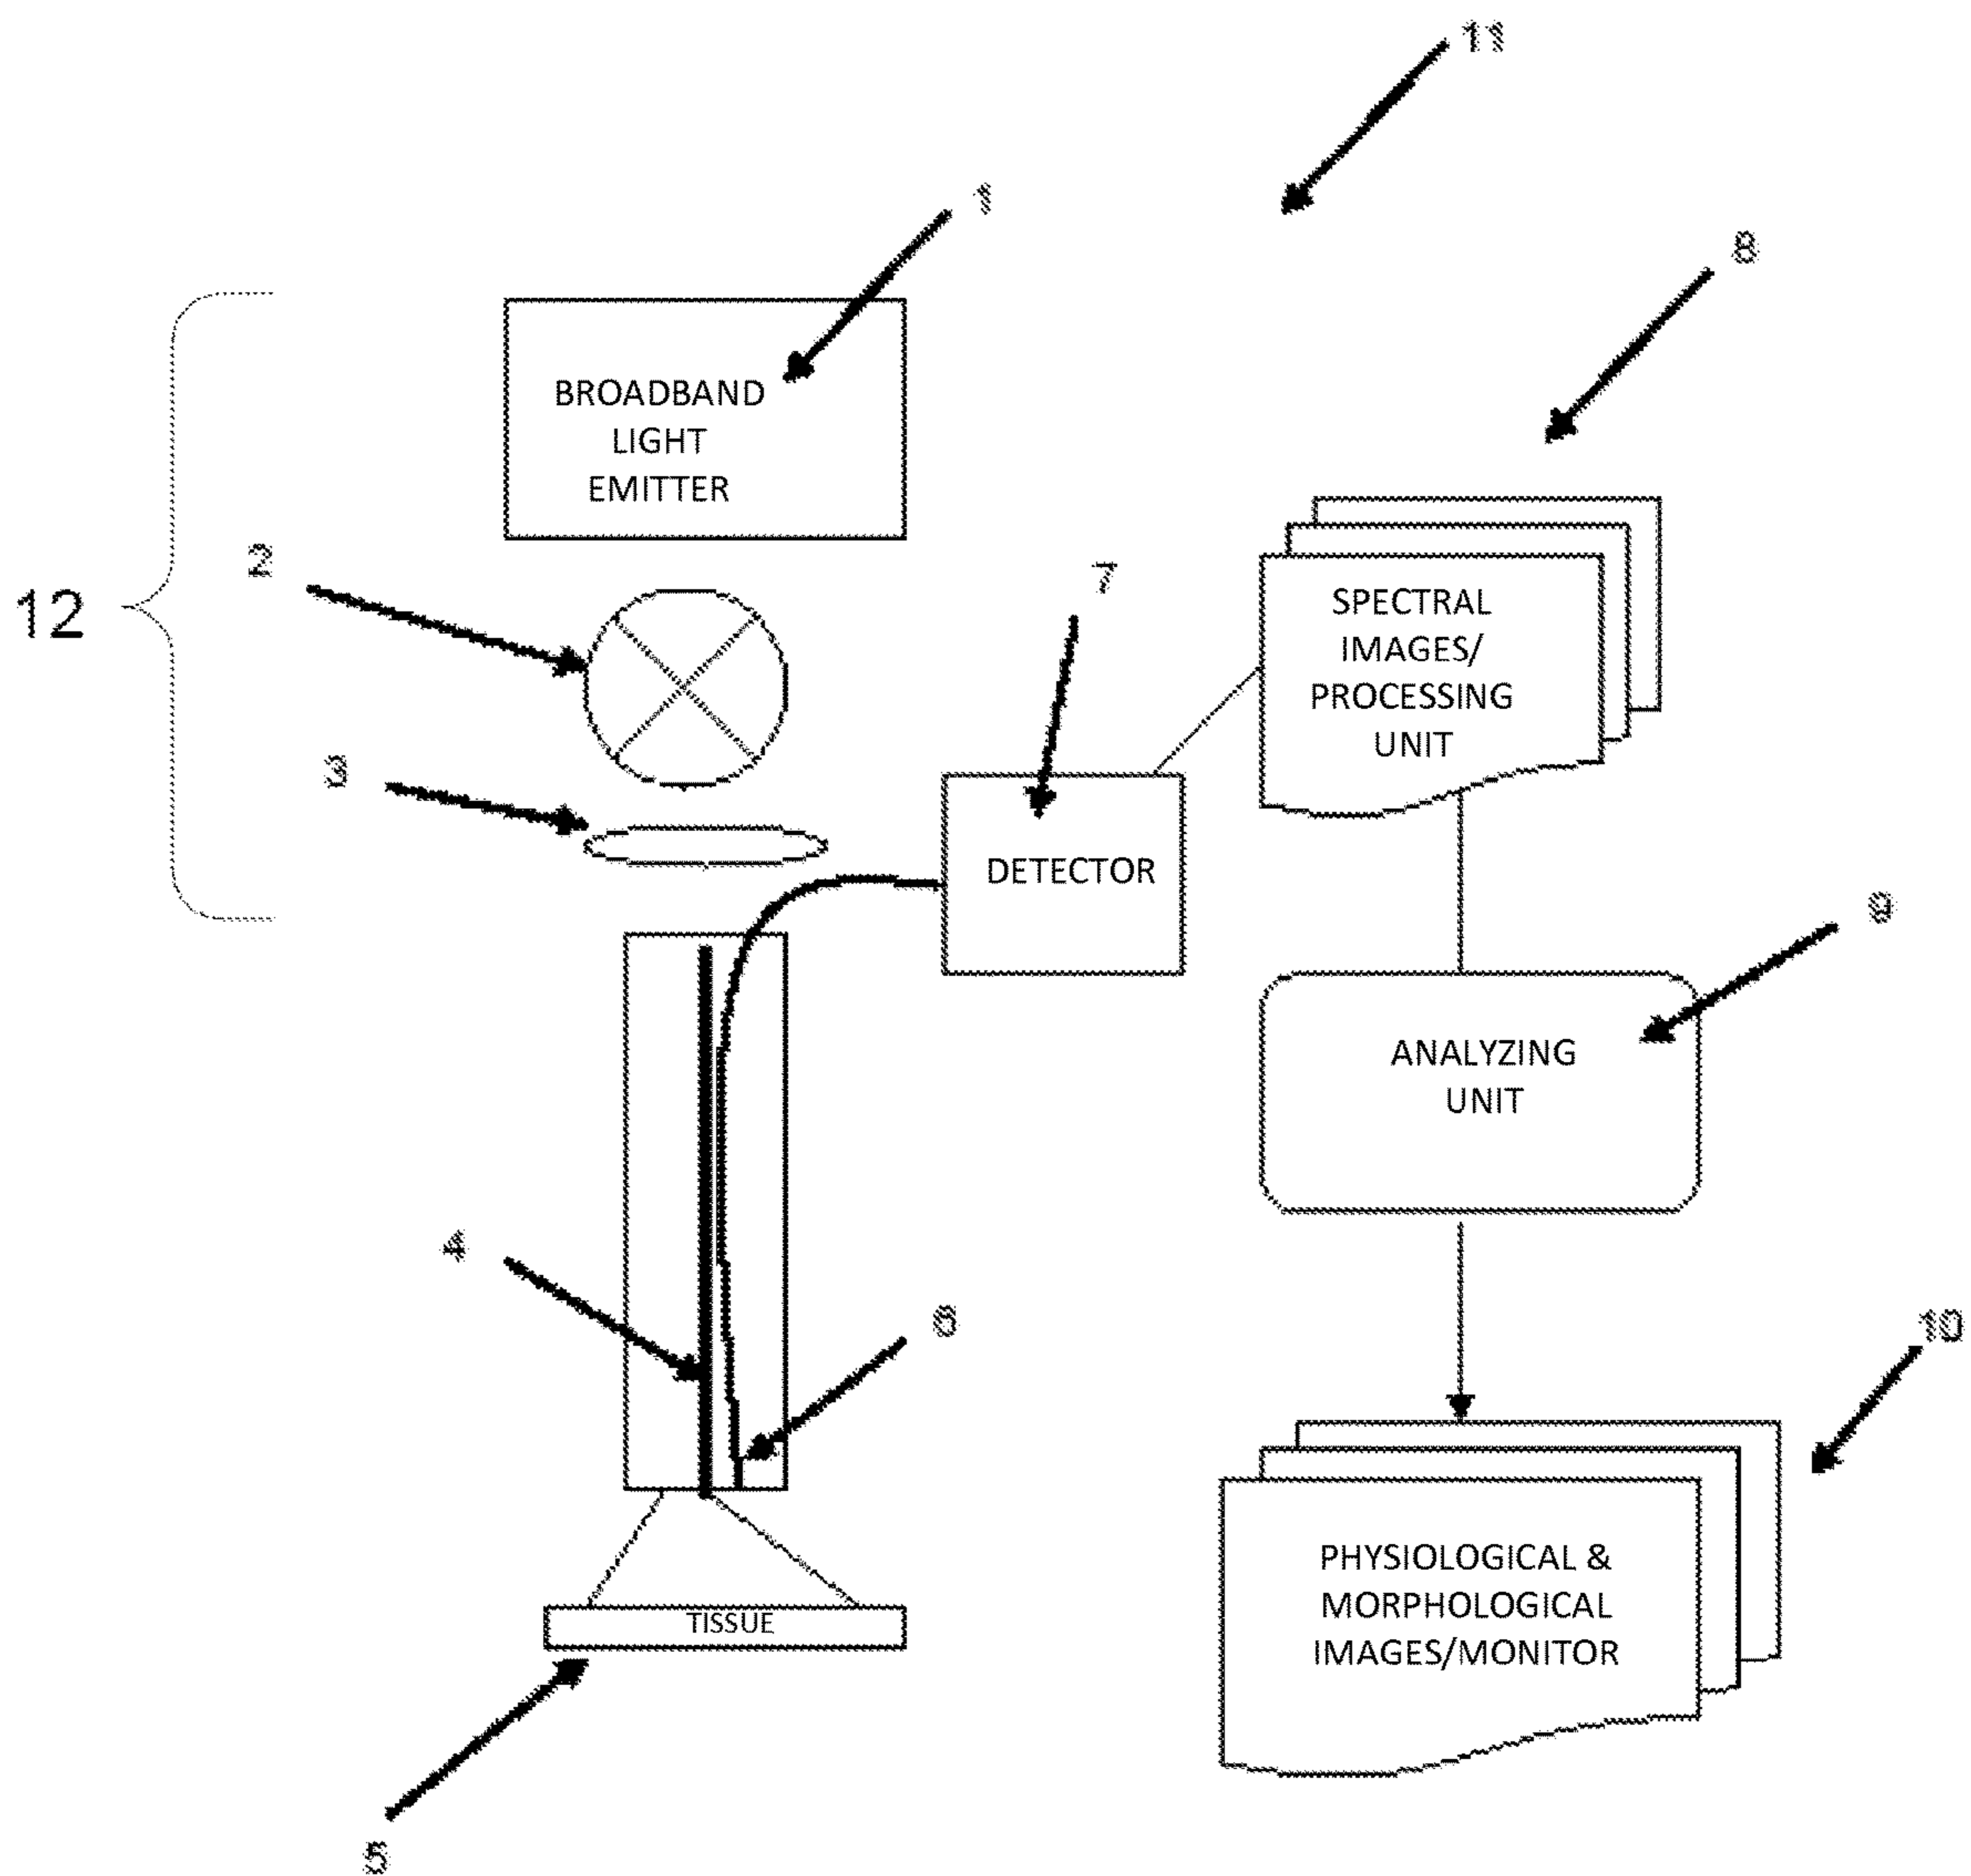 11
1
8
BROADBAND
LIGHT
EMITTER
2
12
7
SPECTRAL
IMAGES/
PROCESSING
UNIT
3
DETECTOR
9
ANALYZING
UNIT
4
6
10
PHYSIOLOGICAL &
MORPHOLOGICAL
IMAGES/MONITOR
TISSUE
5